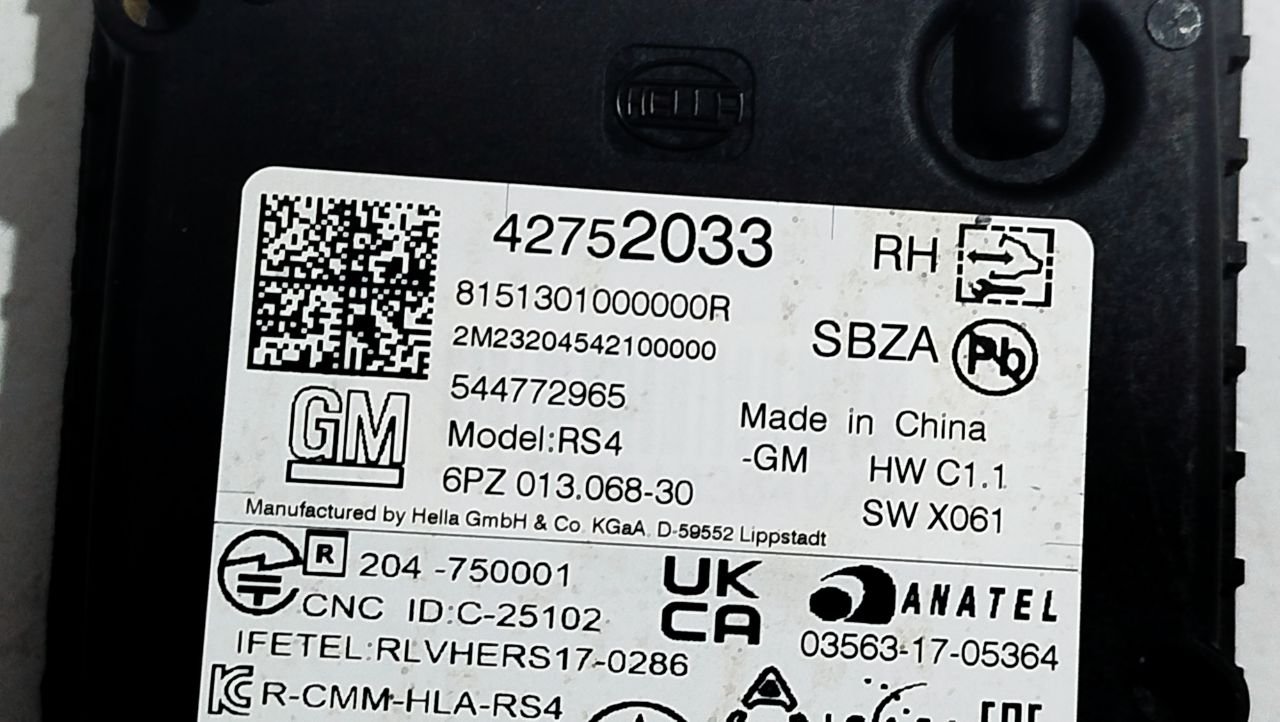 HELLA
42752033
RH
8151301000000R
2M23204542100000
SBZA
Pb
544772965
GM
Model:RS4
Made in China
6PZ 013.068-30
-GM HW C1.1
SW X061
Manufactured by Hella GmbH & Co. KGaA. D-59552 Lippstadt
R 204 -750001
UK
CA
ANATEL
CNC ID:C-25102
03563-17-05364
IFETEL:RLVHERS17-0286
R-CMM-HLA-RS4